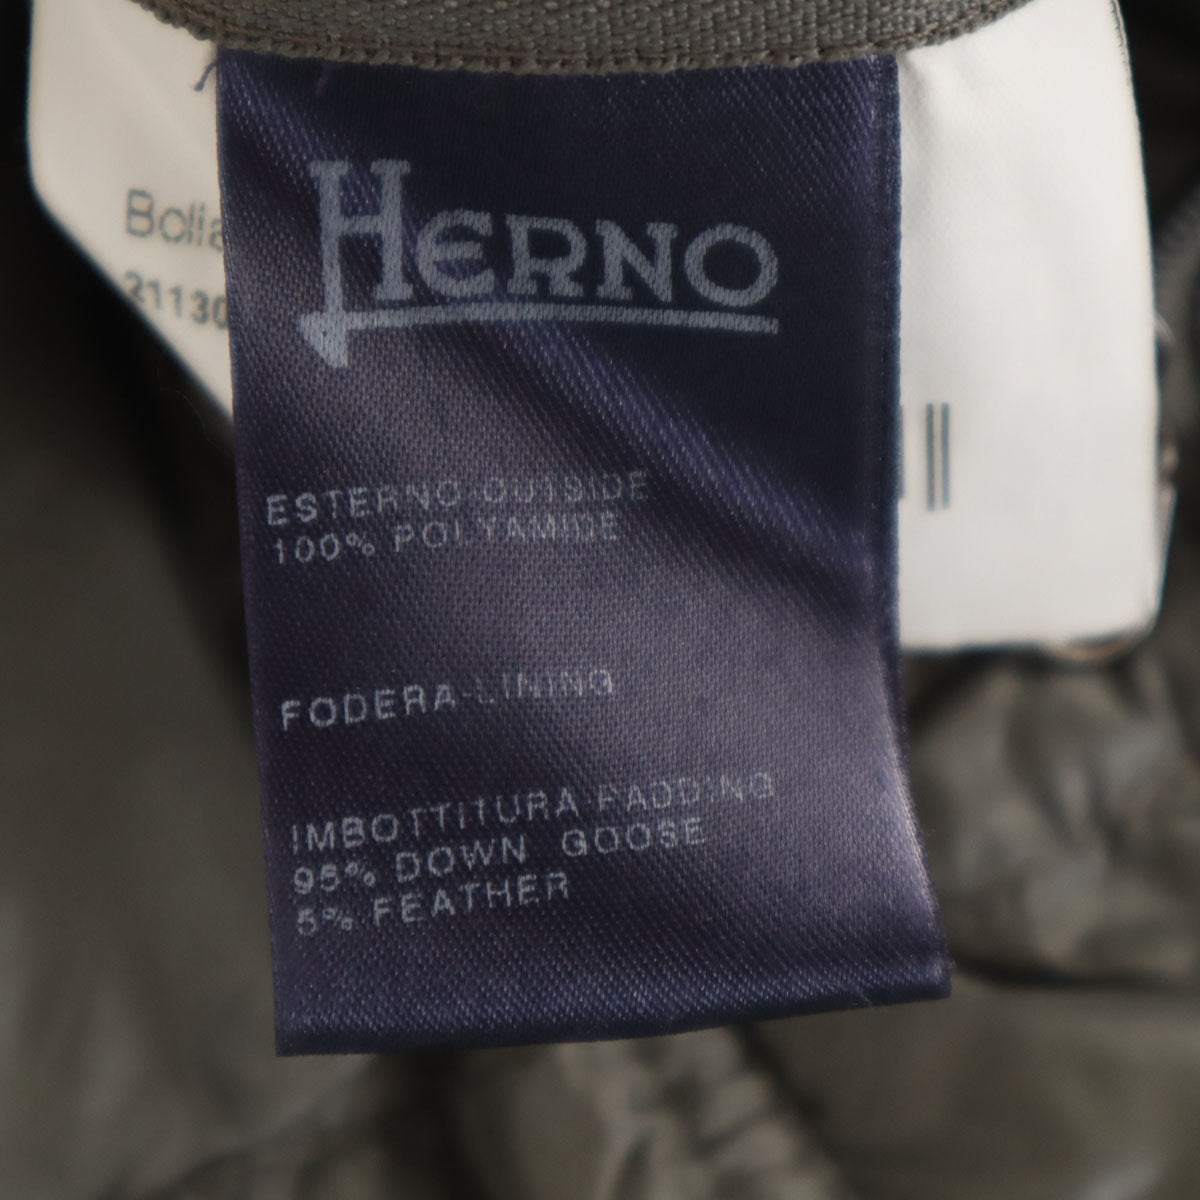 HERNO
ESTERNO-OUTSIDE
100% POLYAMIDE
FODERA-LINING
IMBOTTITURA-PADDING
95% DOWN GOOSE
5% FEATHER
Bolla
21130